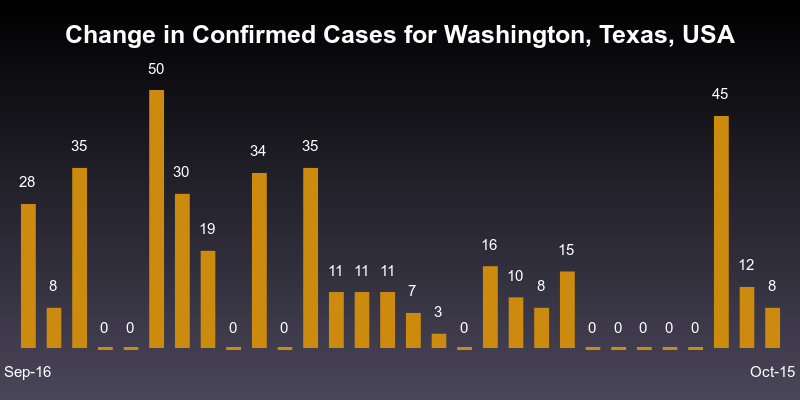 Change in Confirmed Cases for Washington, Texas, USA
28 8 35 0 0 50 30 19 0 34 0 35 11 11 11 7 3 0 16 10 8 15 0 0 0 0 0 45 12 8
Sep-16 Oct-15